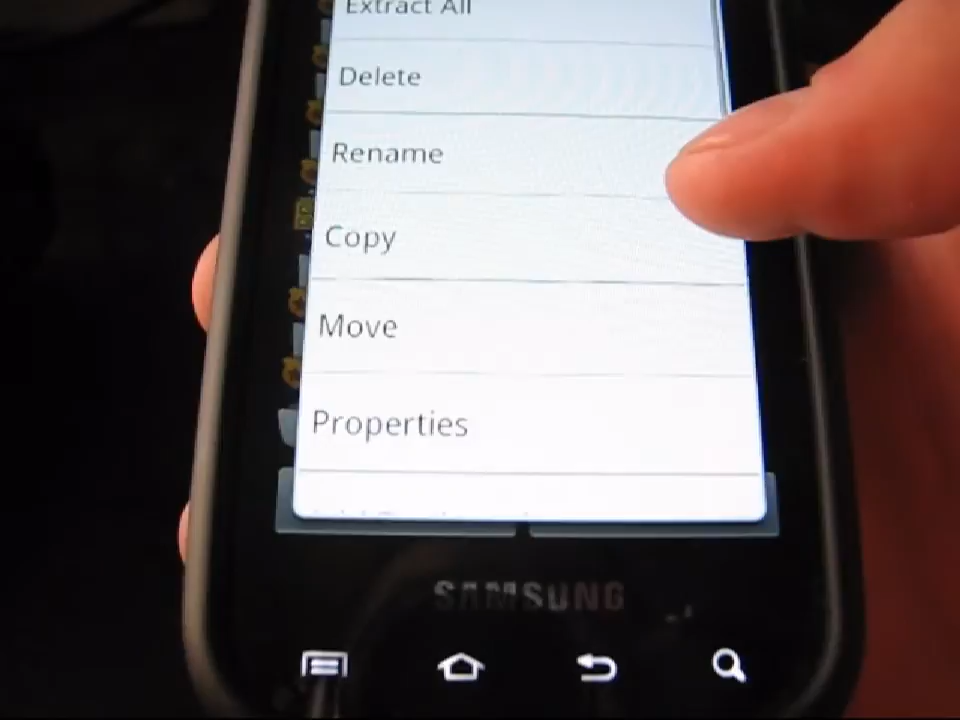 Extract All
Delete
Rename
Copy
Move
Properties
SAMSUNG